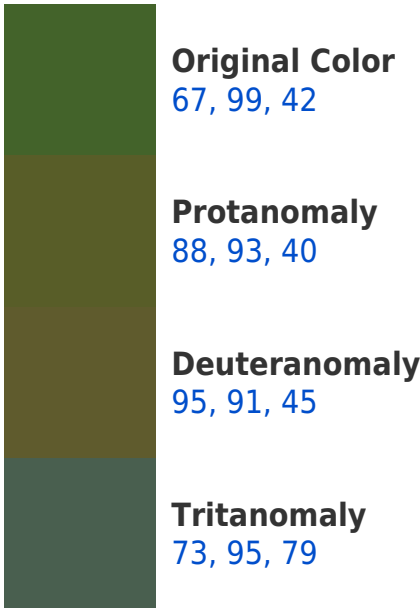 Original Color
67, 99, 42
Protanomaly
88, 93, 40
Deuteranomaly
95, 91, 45
Tritanomaly
73, 95, 79